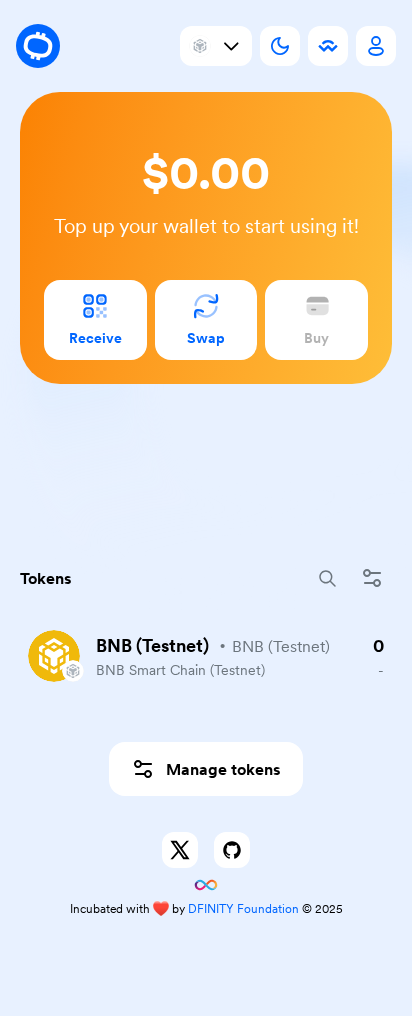 $0.00
Top up your wallet to start using it!
Receive
Swap
Buy
Tokens
BNB (Testnet) • BNB (Testnet) 0
BNB Smart Chain (Testnet) -
Manage tokens
Incubated with ❤️ by DFINITY Foundation © 2025